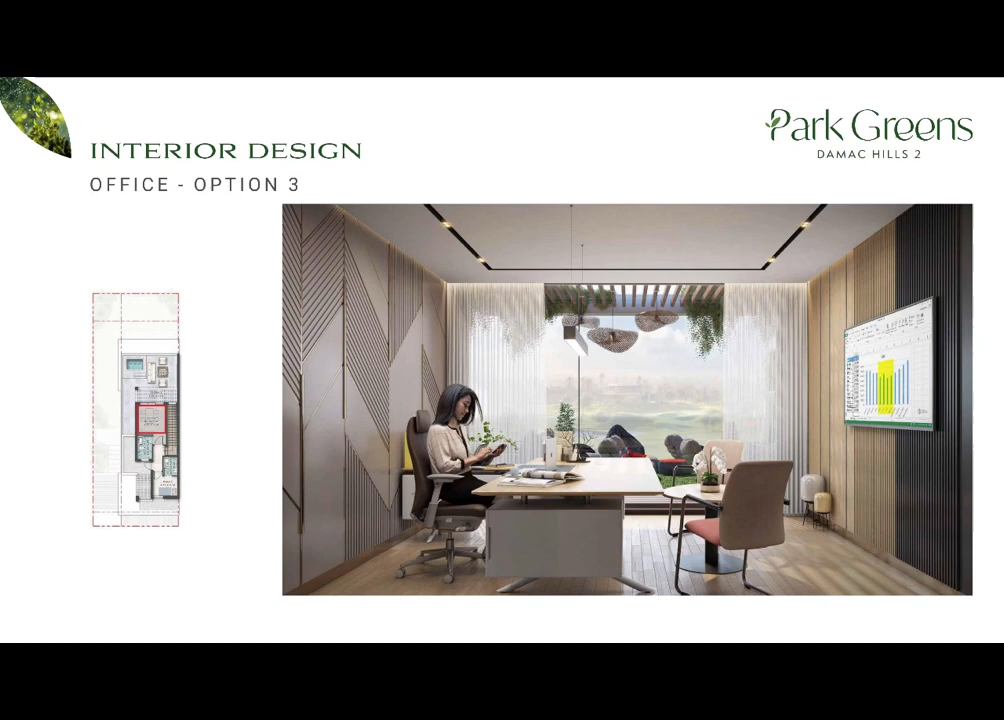 INTERIOR DESIGN
OFFICE - OPTION 3
Park Greens
DAMAC HILLS 2